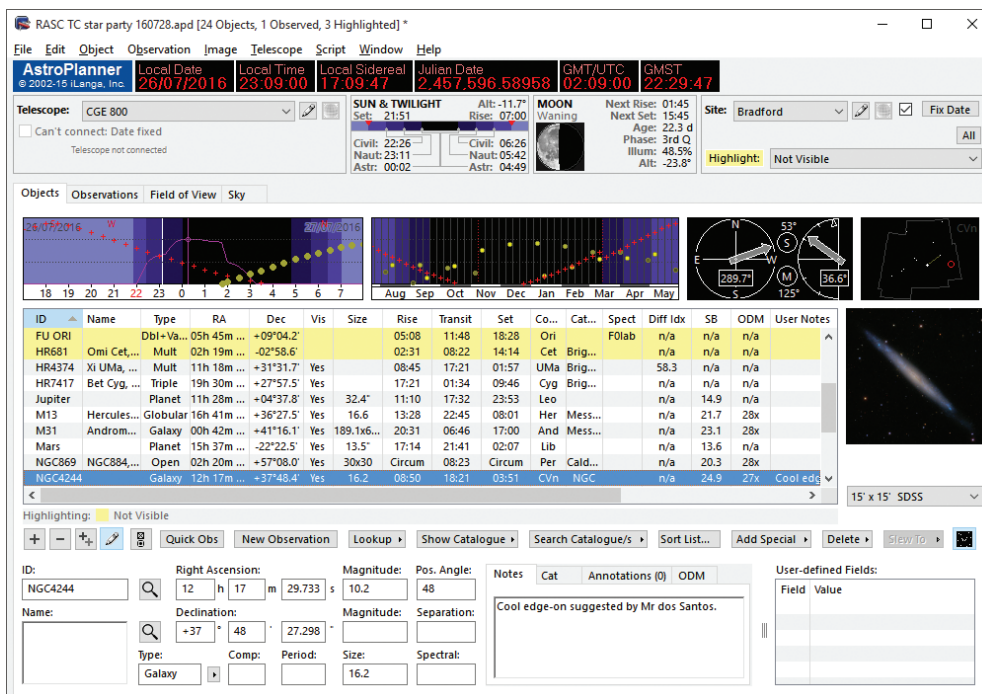 RASC TC star party 160728.apd [24 Objects, 1 Observed, 3 Highlighted] *
File Edit Object Observation Image Telescope Script Window Help
AstroPlanner
© 2002-15 iLanga, Inc.
Local Date Local Time Local Sidereal Julian Date GMT/UTC GMST
26/07/2016 23:09:00 17:09:47 2,457,596.58958 02:09:00 22:29:47
Telescope: CGE 800
Can't connect: Date fixed
Telescope not connected
SUN & TWILIGHT Alt: -11.7°
Set: 21:51 Rise: 07:00
Civil: 22:26 Civil: 06:26
Naut: 23:11 Naut: 05:42
Astr: 00:02 Astr: 04:49
MOON Next Rise: 01:45
Waning Next Set: 15:45
Age: 22.3 d
Phase: 3rd Q
Illum: 48.5%
Alt: -23.8°
Site: Bradford Fix Date
All
Highlight: Not Visible
Objects Observations Field of View Sky
26/07/2016 W 27/07/2016
18 19 20 21 22 23 0 1 2 3 4 5 6 7
Aug Sep Oct Nov Dec Jan Feb Mar Apr May
N E W S 289.7°
53° S M 125° 36.6°
CVn
ID Name Type RA Dec Vis Size Rise Transit Set Co... Cat... Spect Diff Idx SB ODM User Notes
FU ORI Dbl+Va... 05h 45m ... +09°04.2' 05:08 11:48 18:28 Ori F0lab n/a n/a n/a
HR681 Omi Cet,... Mult 02h 19m ... -02°58.6' 02:31 08:22 14:14 Cet Brig... n/a n/a n/a
HR4374 Xi UMa, ... Mult 11h 18m ... +31°31.7' Yes 08:45 17:21 01:57 UMa Brig... 58.3 n/a n/a
HR7417 Bet Cyg, ... Triple 19h 30m ... +27°57.5' Yes 17:21 01:34 09:46 Cyg Brig... n/a n/a n/a
Jupiter Planet 11h 28m ... +04°37.8' Yes 32.4" 11:10 17:32 23:53 Leo n/a 14.9 n/a
M13 Hercules... Globular 16h 41m ... +36°27.5' Yes 16.6 13:28 22:45 08:01 Her Mess... n/a 21.7 28x
M31 Androm... Galaxy 00h 42m ... +41°16.1' Yes 189.1x6... 20:31 06:46 17:00 And Mess... n/a 23.1 28x
Mars Planet 15h 37m ... -22°22.5' Yes 13.5" 17:14 21:41 02:07 Lib n/a 13.6 n/a
NGC869 NGC884,... Open 02h 20m ... +57°08.0' Yes 30x30 Circum 08:23 Circum Per Cald... n/a 20.3 28x
NGC4244 Galaxy 12h 17m ... +37°48.4' Yes 16.2 08:50 18:21 03:51 CVn NGC n/a 24.9 27x Cool edg
15' x 15' SDSS
Highlighting: Not Visible
Quick Obs New Observation Lookup Show Catalogue Search Catalogue/s Sort List... Add Special Delete Slew To
ID: Right Ascension: Magnitude: Pos. Angle:
NGC4244 12 h 17 m 29.733 s 10.2 48
Name: Declination: Magnitude: Separation:
+37 ° 48 ' 27.298 "
Type: Comp: Period: Size: Spectral:
Galaxy 16.2
Notes Cat Annotations (0) ODM
Cool edge-on suggested by Mr dos Santos.
User-defined Fields:
Field Value